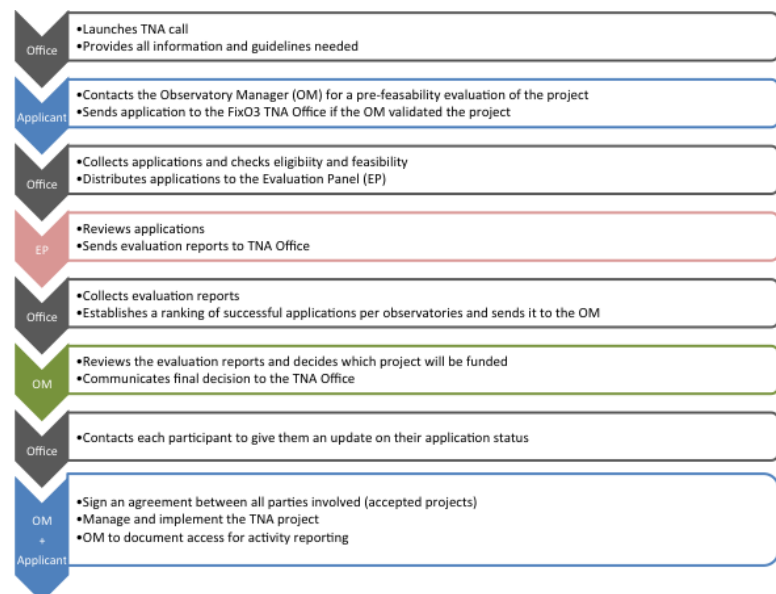 Office
•Launches TNA call
•Provides all information and guidelines needed
Applicant
•Contacts the Observatory Manager (OM) for a pre-feasability evaluation of the project
•Sends application to the FixO3 TNA Office if the OM validated the project
Office
•Collects applications and checks eligibiity and feasibility
•Distributes applications to the Evaluation Panel (EP)
EP
•Reviews applications
•Sends evaluation reports to TNA Office
Office
•Collects evaluation reports
•Establishes a ranking of successful applications per observatories and sends it to the OM
OM
•Reviews the evaluation reports and decides which project will be funded
•Communicates final decision to the TNA Office
Office
•Contacts each participant to give them an update on their application status
OM
+
Applicant
•Sign an agreement between all parties involved (accepted projects)
•Manage and implement the TNA project
•OM to document access for activity reporting